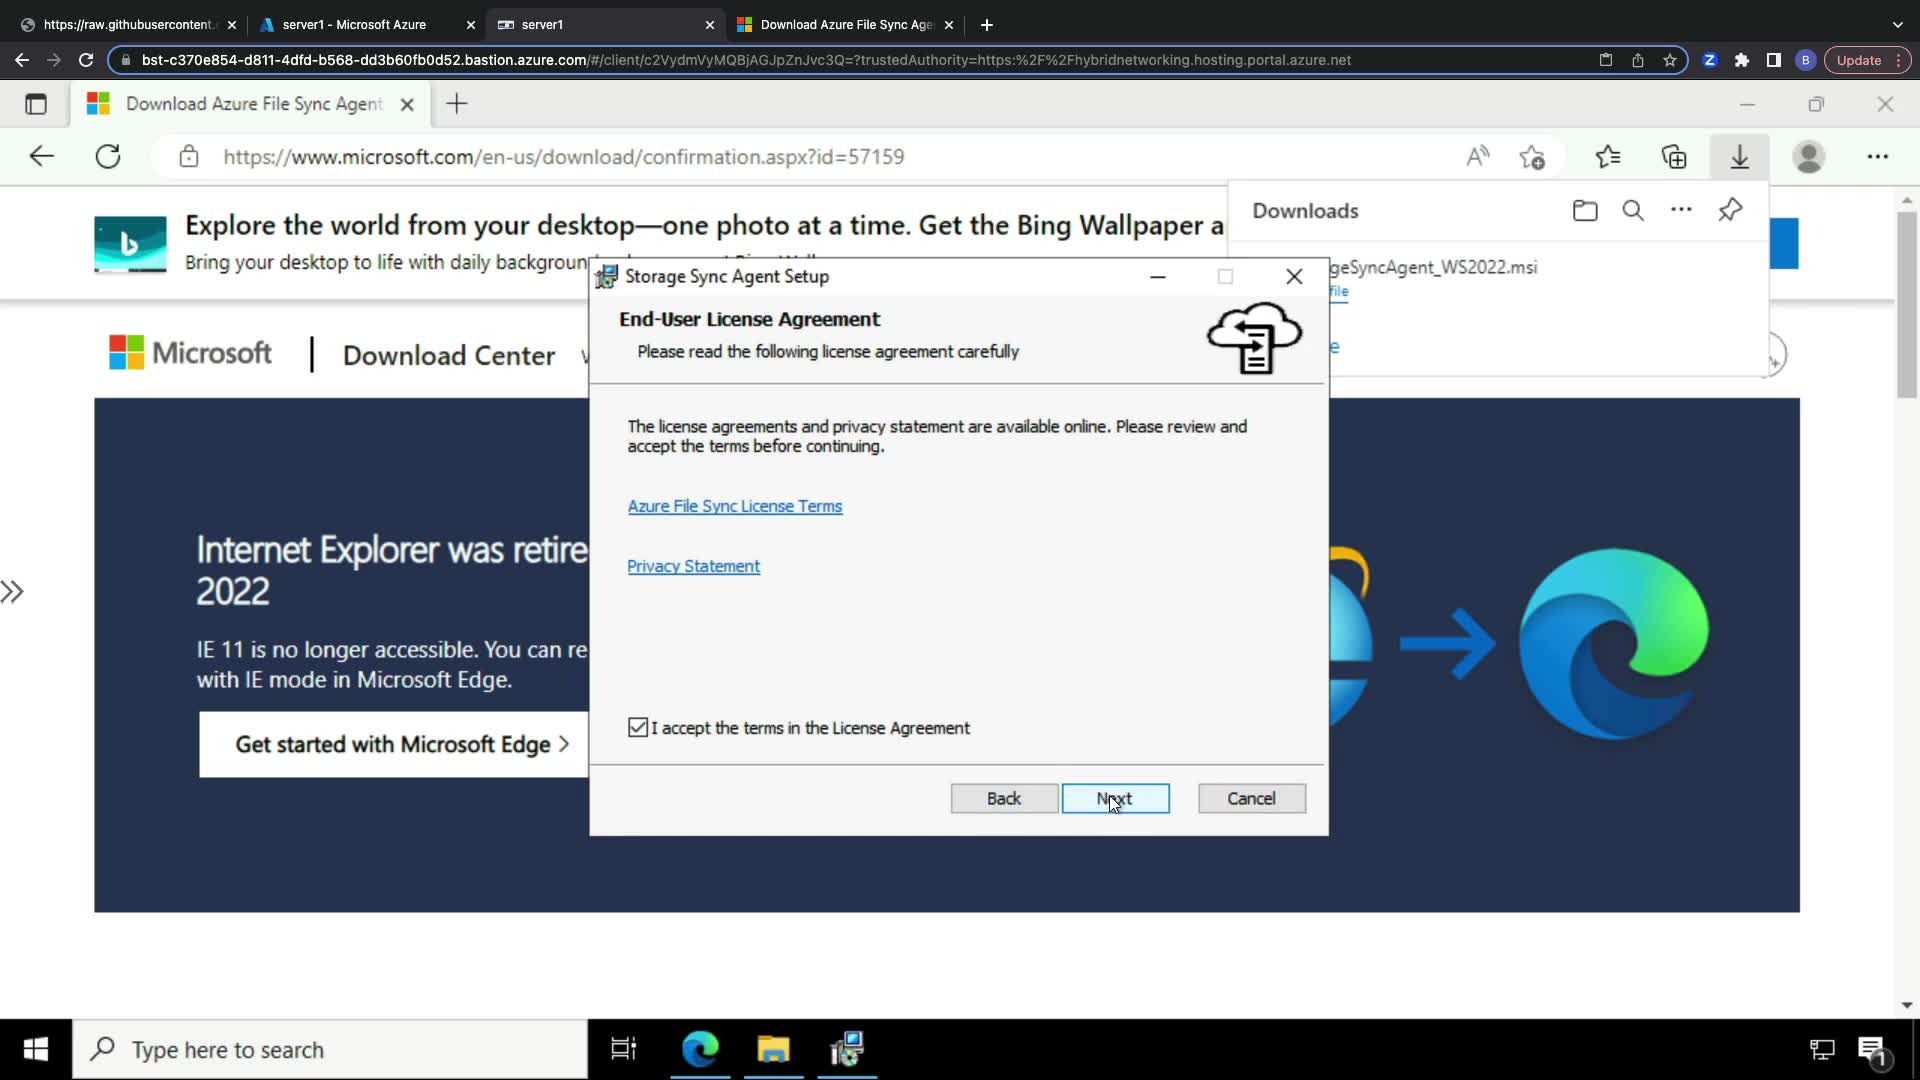 https://raw.githubusercontent.
server1 - Microsoft Azure
server1
Download Azure File Sync Age
bst-c370e854-d811-4dfd-b568-dd3b60fb0d52.bastion.azure.com/#/client/c2VydmVyMQBjAGJpZnJvc3Q=?trustedAuthority=https:%2F%2Fhybridnetworking.hosting.portal.azure.net
Z
B
Update
Download Azure File Sync Agent
https://www.microsoft.com/en-us/download/confirmation.aspx?id=57159
Downloads
geSyncAgent_WS2022.msi
file
e
b
Explore the world from your desktop—one photo at a time. Get the Bing Wallpaper a
Bring your desktop to life with daily backgroun
Microsoft
Download Center
Storage Sync Agent Setup
End-User License Agreement
Please read the following license agreement carefully
The license agreements and privacy statement are available online. Please review and
accept the terms before continuing.
Azure File Sync License Terms
Privacy Statement
I accept the terms in the License Agreement
Back
Next
Cancel
Internet Explorer was retire
2022
IE 11 is no longer accessible. You can re
with IE mode in Microsoft Edge.
Get started with Microsoft Edge >
Type here to search
1